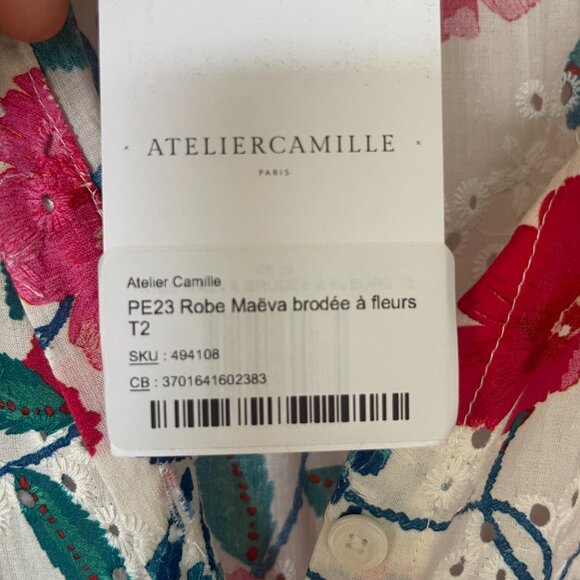 ATELIERCAMILLE
PARIS
Atelier Camille
PE23 Robe Maëva brodée à fleurs
T2
SKU : 494108
CB : 3701641602383